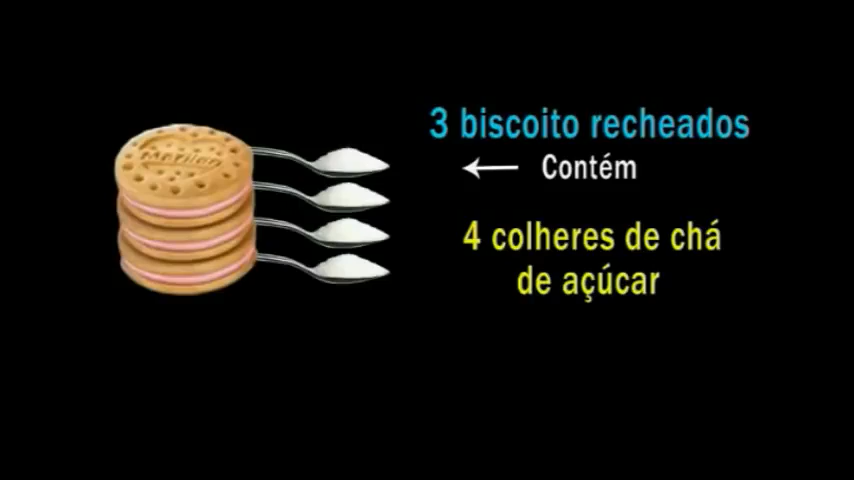 3 biscoito recheados
Contém
4 colheres de chá
de açúcar